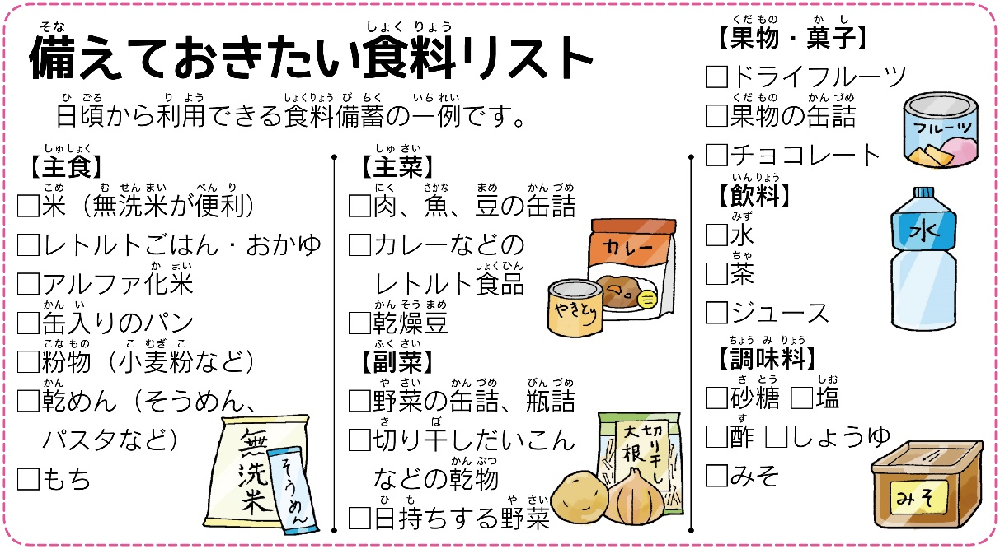 備えておきたい食料リスト
日頃から利用できる食料備蓄の一例です。
【主食】
□米（無洗米が便利）
□レトルトごはん・おかゆ
□アルファ化米
□缶入りのパン
□粉物（小麦粉など）
□乾めん（そうめん、
パスタなど）
□もち
無洗米
そうめん
【主菜】
□肉、魚、豆の缶詰
□カレーなどの
レトルト食品
□乾燥豆
カレー
やきとり
【副菜】
□野菜の缶詰、瓶詰
□切り干しだいこん
などの乾物
□日持ちする野菜
切り干し
大根
【果物・菓子】
□ドライフルーツ
□果物の缶詰
□チョコレート
フルーツ
【飲料】
□水
□茶
□ジュース
水
【調味料】
□砂糖 □塩
□酢 □しょうゆ
□みそ
みそ